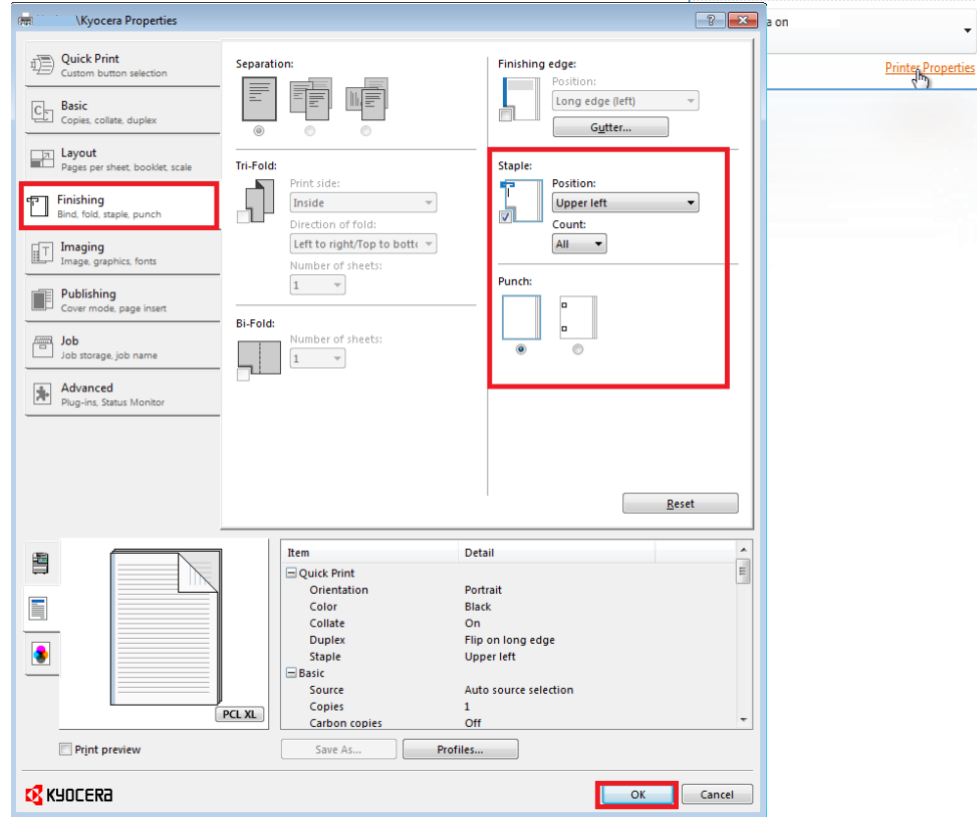 \Kyocera Properties
a on
Printer Properties
Quick Print
Custom button selection
Basic
Copies, collate, duplex
Layout
Pages per sheet, booklet, scale
Finishing
Bind, fold, staple, punch
Imaging
Image, graphics, fonts
Publishing
Cover mode, page insert
Job
Job storage, job name
Advanced
Plug-ins, Status Monitor
Separation:
Tri-Fold:
Print side:
Inside
Direction of fold:
Left to right/Top to botto
Number of sheets:
1
Bi-Fold:
Number of sheets:
1
Finishing edge:
Position:
Long edge (left)
Gutter...
Staple:
Position:
Upper left
Count:
All
Punch:
Reset
Item Detail
Quick Print
Orientation Portrait
Color Black
Collate On
Duplex Flip on long edge
Staple Upper left
Basic
Source Auto source selection
Copies 1
Carbon copies Off
PCL XL
Print preview
Save As...
Profiles...
KYOCERA
OK
Cancel